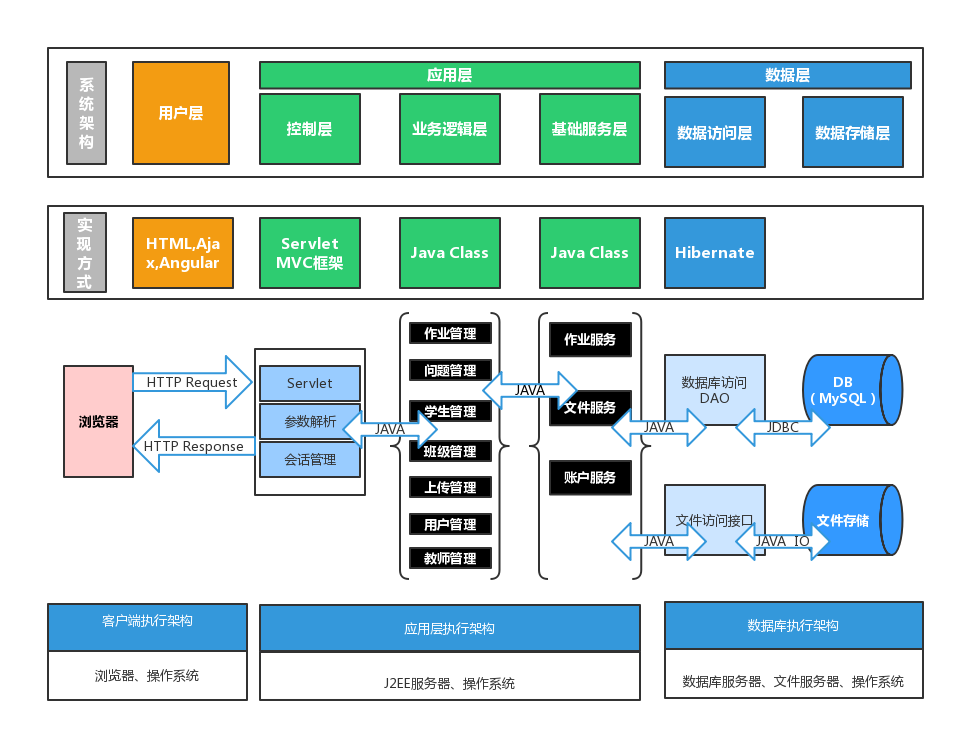 系
统
架
构
用户层
应用层
控制层
业务逻辑层
基础服务层
数据层
数据访问层
数据存储层
实
现
方
式
HTML,Aja
x,Angular
Servlet
MVC框架
Java Class
Java Class
Hibernate
浏览器
HTTP Request
HTTP Response
Servlet
参数解析
会话管理
JAVA
作业管理
问题管理
学生管理
班级管理
上传管理
用户管理
教师管理
JAVA
作业服务
文件服务
账户服务
JAVA
JAVA
数据库访问
DAO
文件访问接口
JDBC
JAVA IO
DB
（MySQL）
文件存储
客户端执行架构
浏览器、操作系统
应用层执行架构
J2EE服务器、操作系统
数据库执行架构
数据库服务器、文件服务器、操作系统